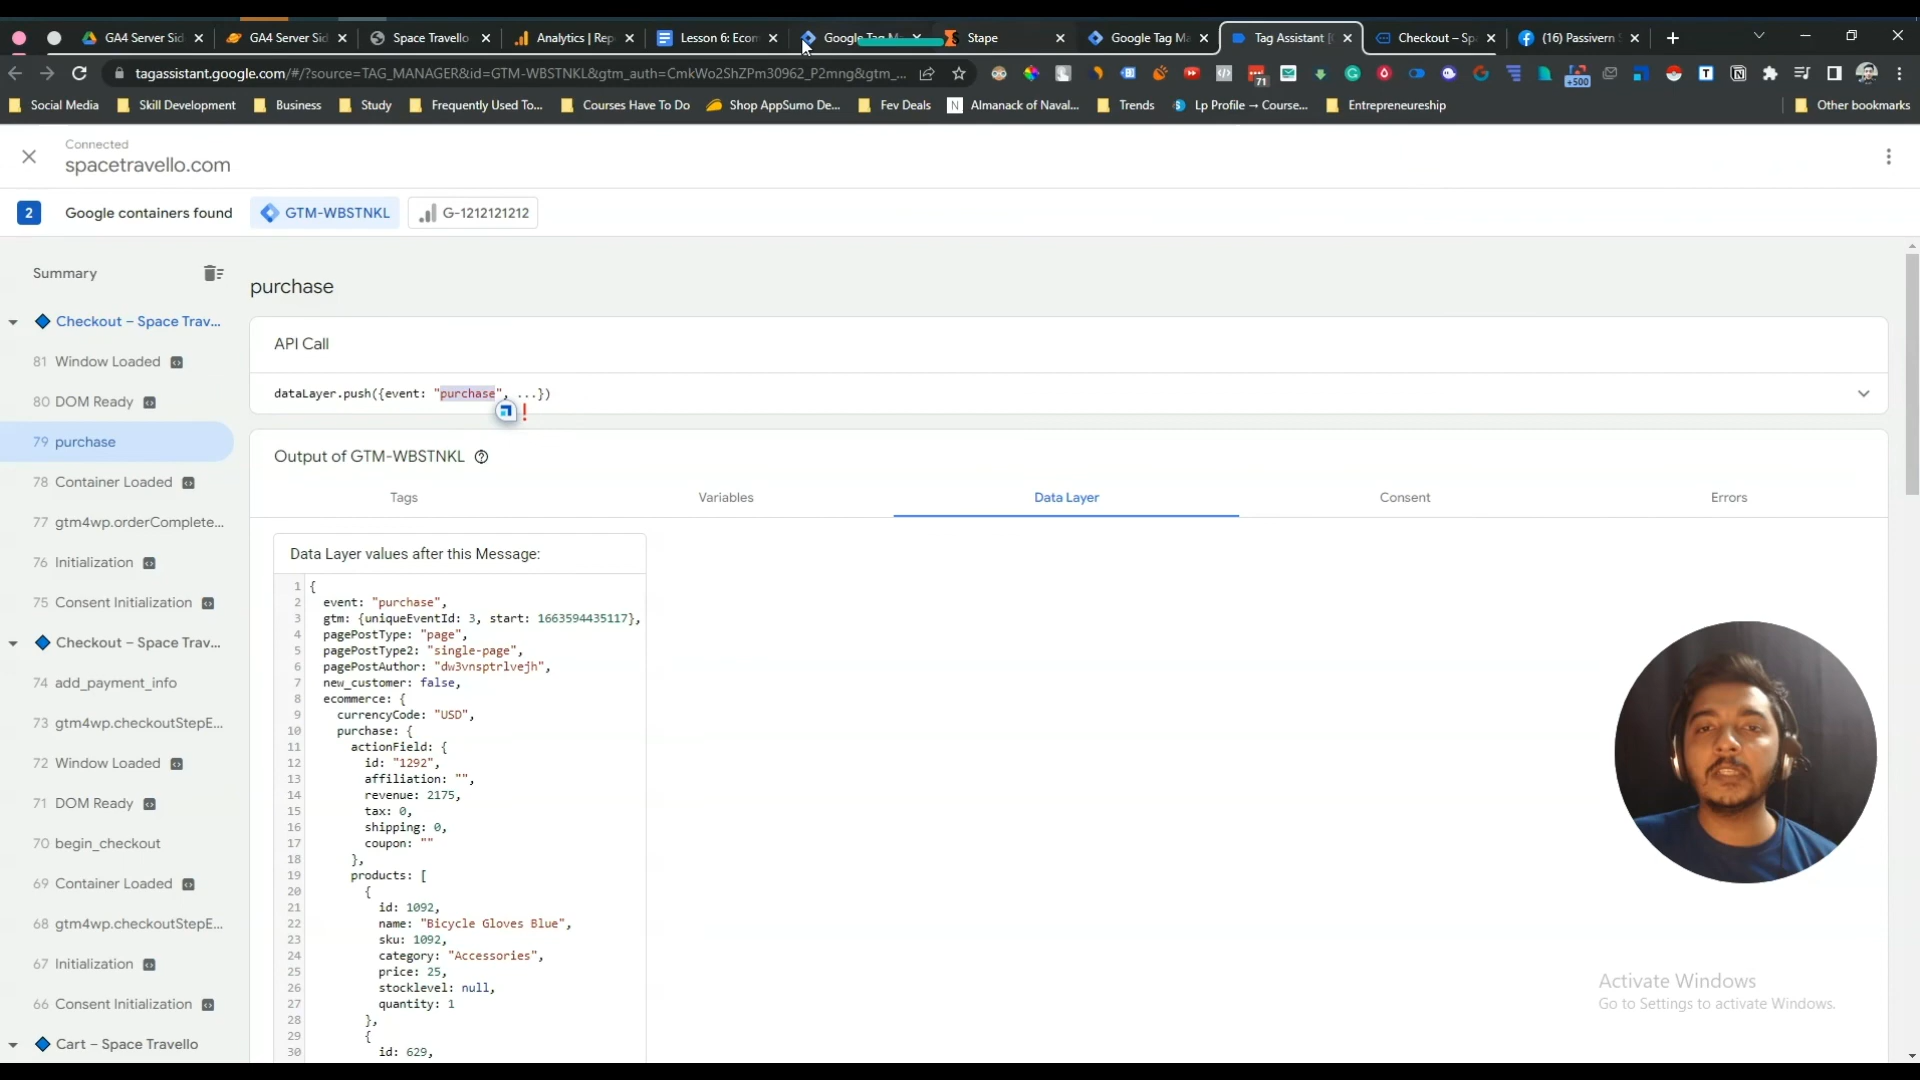 GA4 Server Sid
GA4 Server Sid
Space Travello
Analytics | Rep
Lesson 6: Ecom
Google Tag M
Stape
Google Tag Ma
Tag Assistant [
Checkout – Sp
(16) Passivern
tagassistant.google.com/#/?source=TAG_MANAGER&id=GTM-WBSTNKL&gtm_auth=CmkWo2ShZPm30962_P2mng&gtm_...
71
+500
Social Media
Skill Development
Business
Study
Frequently Used To...
Courses Have To Do
Shop AppSumo De...
Fev Deals
Almanack of Naval...
Trends
Lp Profile → Course...
Entrepreneureship
Other bookmarks
Connected
spacetravello.com
2 Google containers found GTM-WBSTNKL G-1212121212
Summary
Checkout – Space Trav...
81 Window Loaded
80 DOM Ready
79 purchase
78 Container Loaded
77 gtm4wp.orderComplete...
76 Initialization
75 Consent Initialization
Checkout – Space Trav...
74 add_payment_info
73 gtm4wp.checkoutStepE...
72 Window Loaded
71 DOM Ready
70 begin_checkout
69 Container Loaded
68 gtm4wp.checkoutStepE...
67 Initialization
66 Consent Initialization
Cart – Space Travello
purchase
API Call
dataLayer.push({event: "purchase", ...})
Output of GTM-WBSTNKL
Tags Variables Data Layer Consent Errors
Data Layer values after this Message:
1 {
2 event: "purchase",
3 gtm: {uniqueEventId: 3, start: 1663594435117},
4 pagePostType: "page",
5 pagePostType2: "single-page",
6 pagePostAuthor: "dw3vnsptrlvejh",
7 new_customer: false,
8 ecommerce: {
9 currencyCode: "USD",
10 purchase: {
11 actionField: {
12 id: "1292",
13 affiliation: "",
14 revenue: 2175,
15 tax: 0,
16 shipping: 0,
17 coupon: ""
18 },
19 products: [
20 {
21 id: 1092,
22 name: "Bicycle Gloves Blue",
23 sku: 1092,
24 category: "Accessories",
25 price: 25,
26 stocklevel: null,
27 quantity: 1
28 },
29 {
30 id: 629,
Activate Windows
Go to Settings to activate Windows.